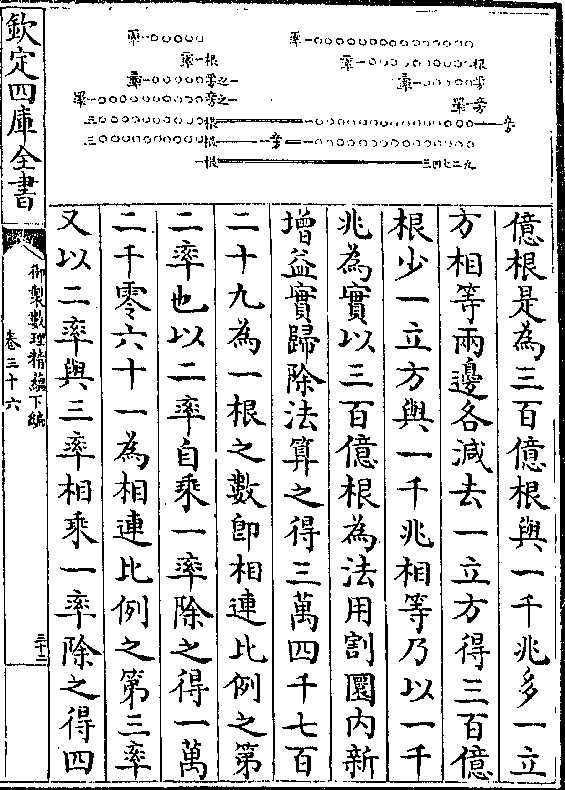 一根 三四七二九
億根是為三百億根與一千兆多一立
方相等兩邊各減去一立方得三百億
根少一立方與一千兆相等乃以一千
兆為實以三百億根為法用割圜内新
增益實歸除法算之得三萬四千七百
二十九為一根之數即相連比例之第
二率也以二率自乘一率除之得一萬
二千零六十一為相連比例之第三率
又以二率與三率相乘一率除之得四
欽定四庫全書
御製數理精藴下編
卷三十六
三十二